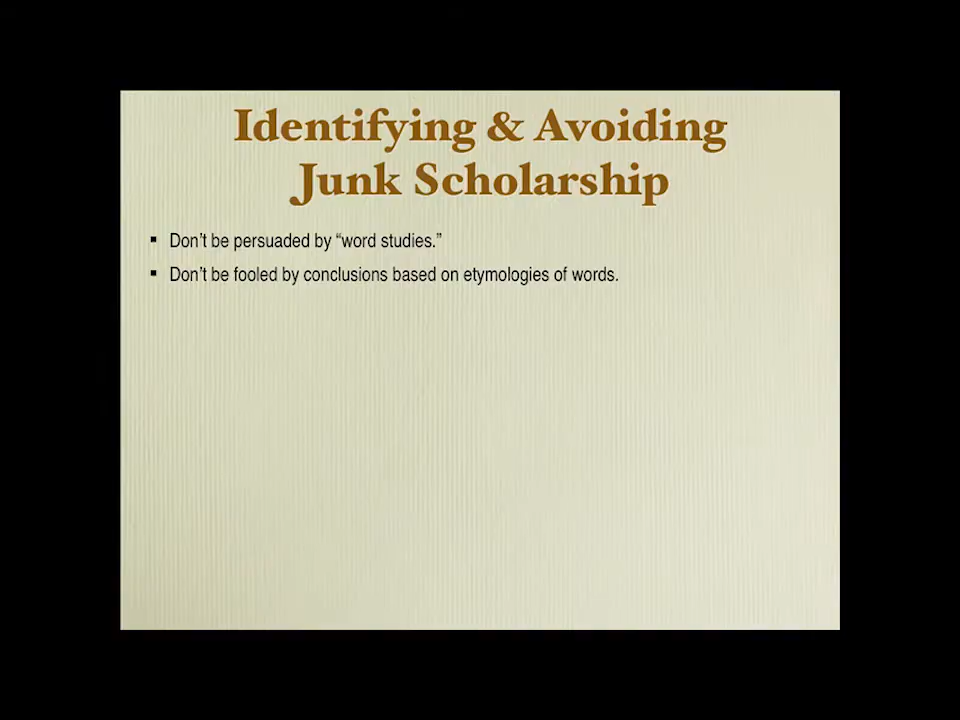 Identifying & Avoiding
Junk Scholarship
▪ Don’t be persuaded by “word studies.”
▪ Don’t be fooled by conclusions based on etymologies of words.